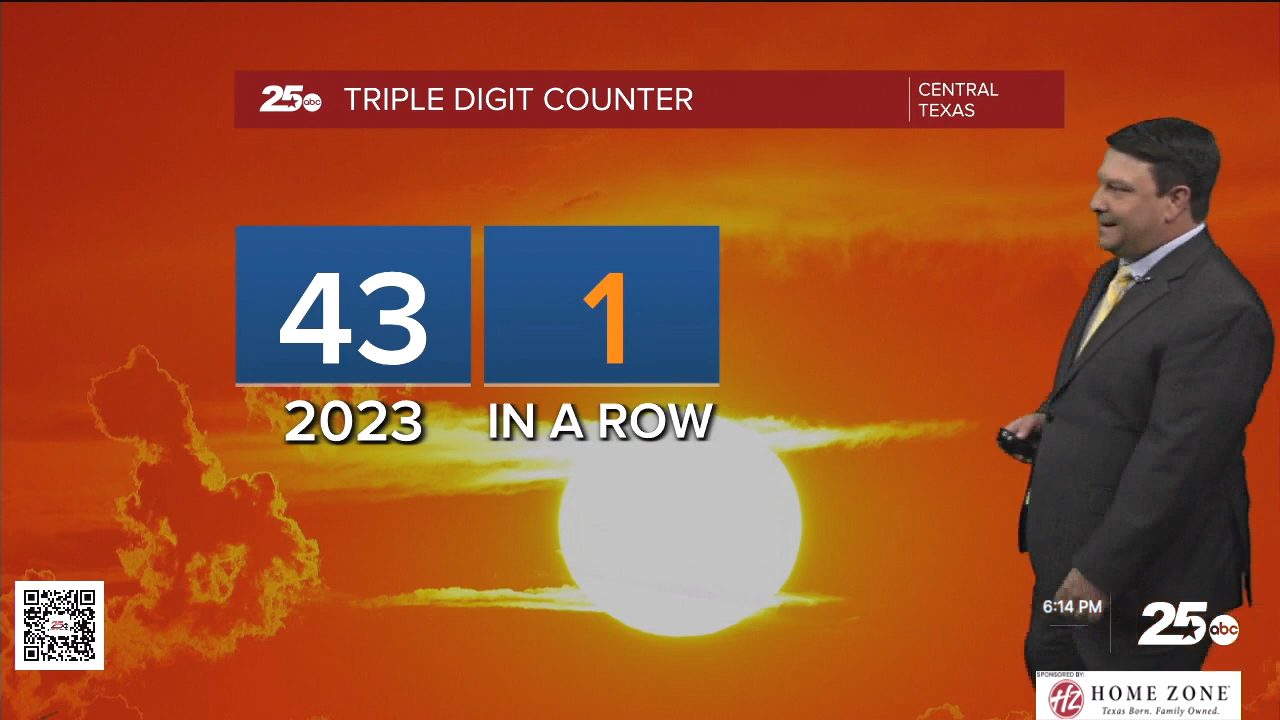 25 abc TRIPLE DIGIT COUNTER
CENTRAL
TEXAS
43 1
2023 IN A ROW
25
6:14 PM
25 abc
SPONSORED BY:
HZ HOME ZONE
Texas Born. Family Owned.